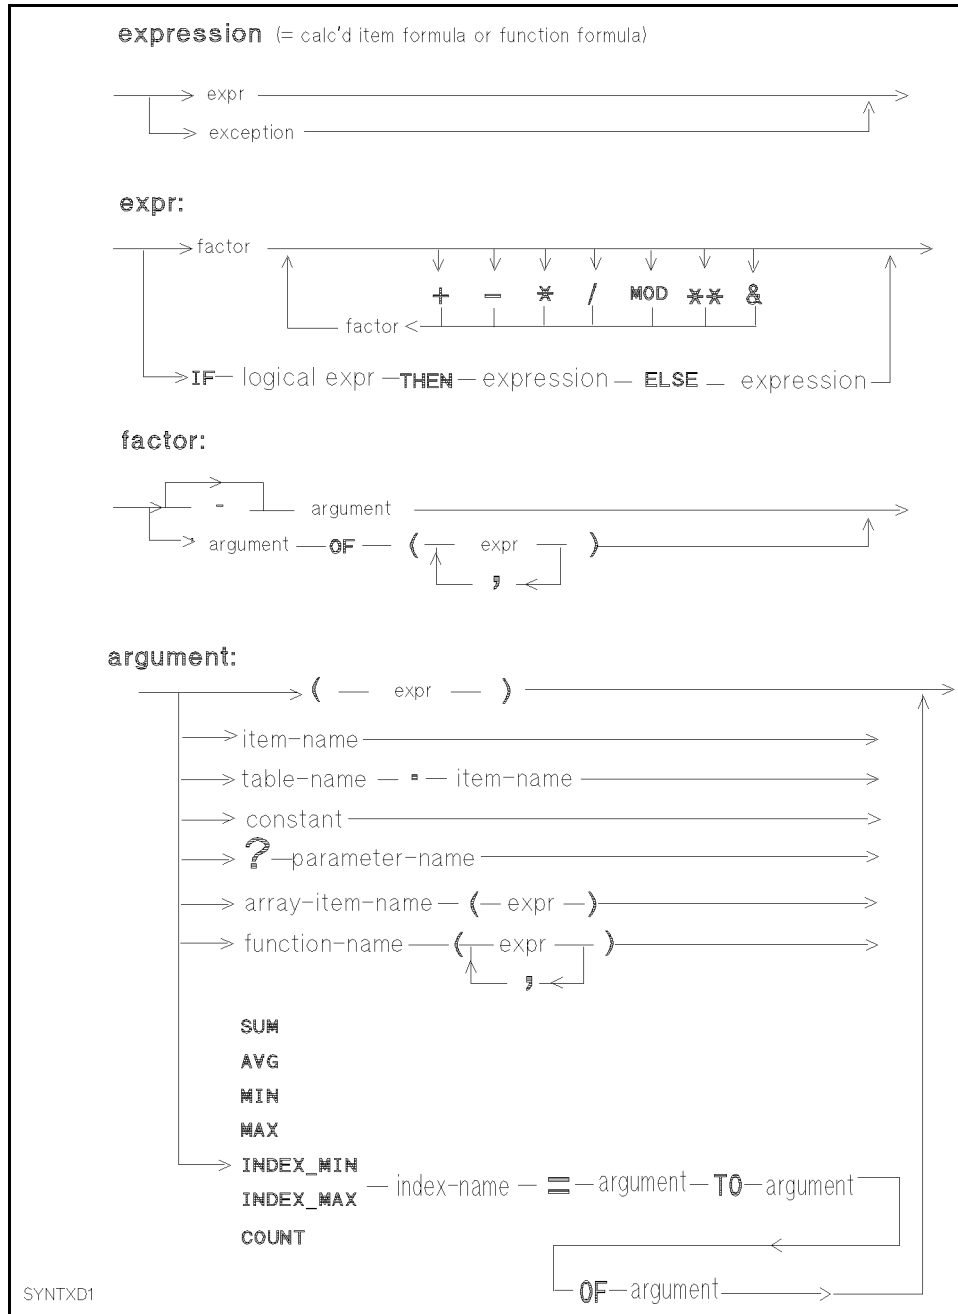 expression (= calc'd item formula or function formula)
expr
exception
expr:
factor
+ - * / MOD ** &
factor
IF logical expr THEN expression ELSE expression
factor:
- argument
argument OF ( expr )
,
argument:
( expr )
item-name
table-name . item-name
constant
? parameter-name
array-item-name ( expr )
function-name ( expr )
,
SUM
AVG
MIN
MAX
INDEX_MIN
index-name = argument TO argument
INDEX_MAX
COUNT
OF argument
SYNTXD1